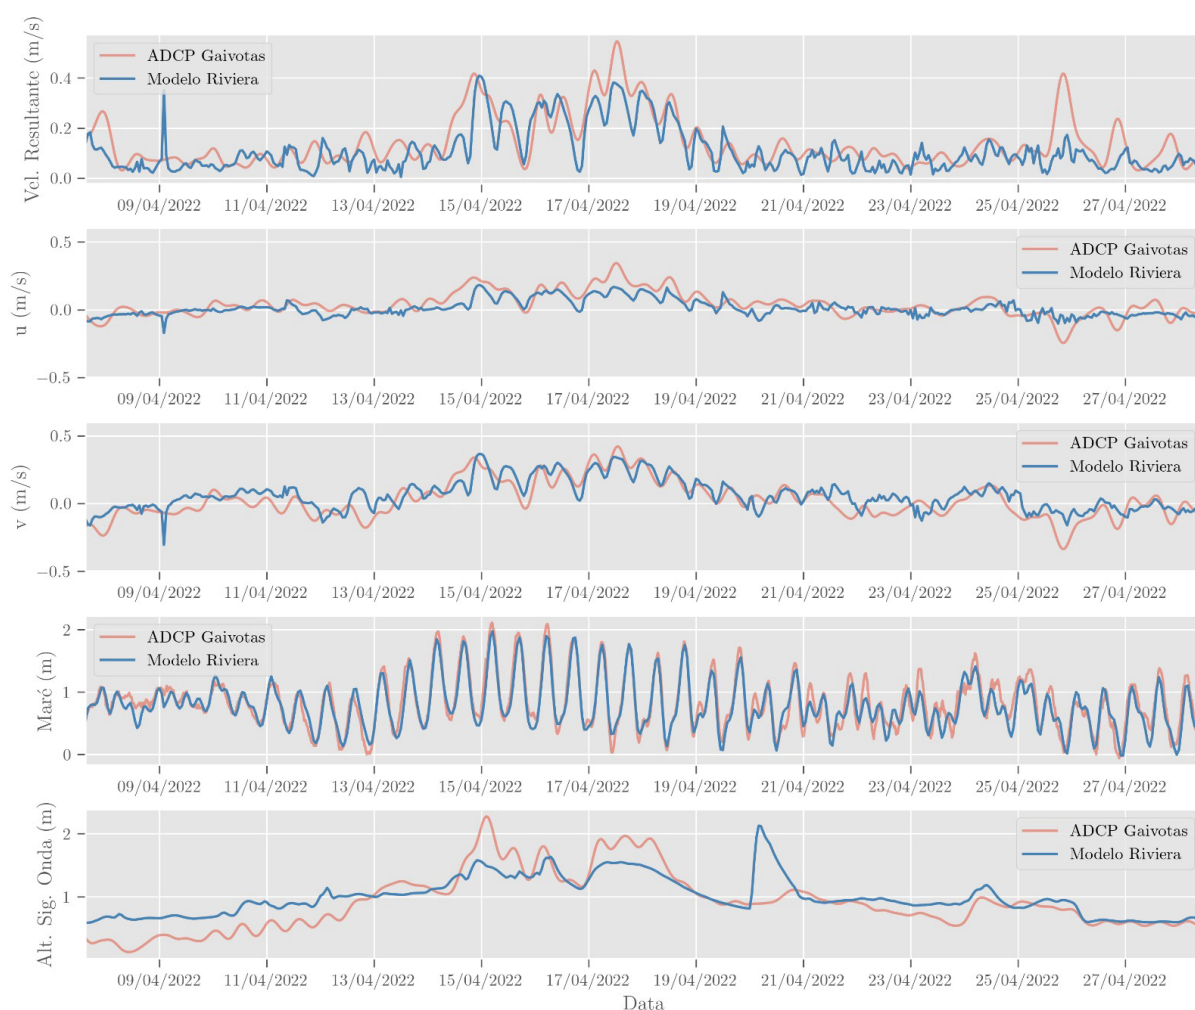 Vel. Resultante (m/s)
ADCP Gaivotas
Modelo Riviera
0.4
0.2
0.0
09/04/2022 11/04/2022 13/04/2022 15/04/2022 17/04/2022 19/04/2022 21/04/2022 23/04/2022 25/04/2022 27/04/2022
u (m/s)
ADCP Gaivotas
Modelo Riviera
0.5
0.0
−0.5
09/04/2022 11/04/2022 13/04/2022 15/04/2022 17/04/2022 19/04/2022 21/04/2022 23/04/2022 25/04/2022 27/04/2022
v (m/s)
ADCP Gaivotas
Modelo Riviera
0.5
0.0
−0.5
09/04/2022 11/04/2022 13/04/2022 15/04/2022 17/04/2022 19/04/2022 21/04/2022 23/04/2022 25/04/2022 27/04/2022
Maré (m)
ADCP Gaivotas
Modelo Riviera
2
1
0
09/04/2022 11/04/2022 13/04/2022 15/04/2022 17/04/2022 19/04/2022 21/04/2022 23/04/2022 25/04/2022 27/04/2022
Alt. Sig. Onda (m)
ADCP Gaivotas
Modelo Riviera
2
1
09/04/2022 11/04/2022 13/04/2022 15/04/2022 17/04/2022 19/04/2022 21/04/2022 23/04/2022 25/04/2022 27/04/2022
Data